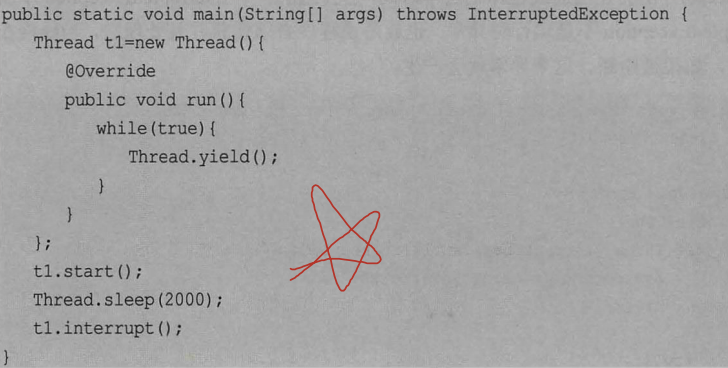 public static void main(String[] args) throws InterruptedException {
Thread t1=new Thread(){
@Override
public void run(){
while(true){
Thread.yield();
}
}
};
t1.start();
Thread.sleep(2000);
t1.interrupt();
}